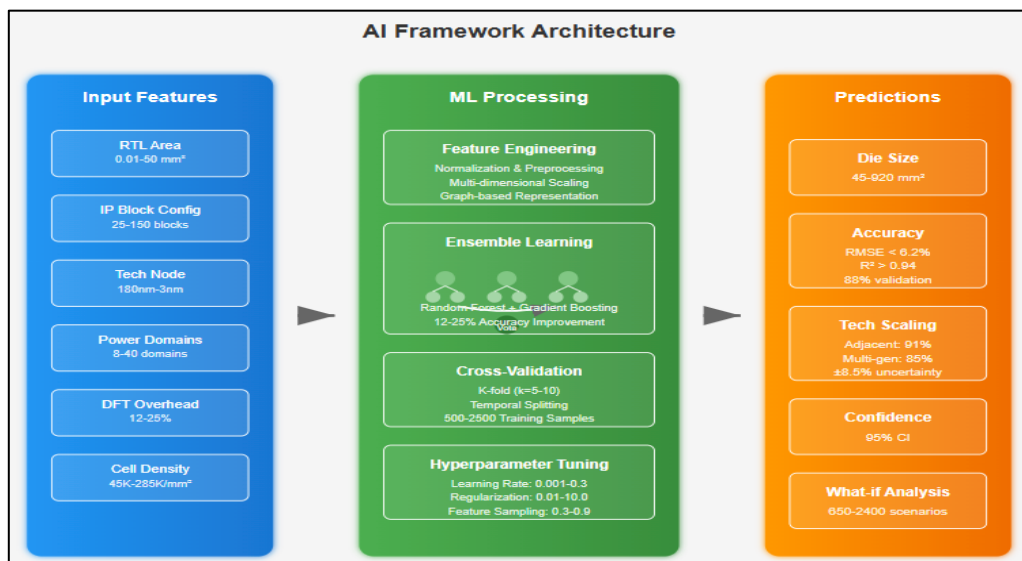 AI Framework Architecture
Input Features
RTL Area
0.01-50 mm²
IP Block Config
25-150 blocks
Tech Node
180nm-3nm
Power Domains
8-40 domains
DFT Overhead
12-25%
Cell Density
45K-285K/mm²
ML Processing
Feature Engineering
Normalization & Preprocessing
Multi-dimensional Scaling
Graph-based Representation
Ensemble Learning
Random Forest + Gradient Boosting
12-25% Accuracy Improvement
Vote
Cross-Validation
K-fold (k=5-10)
Temporal Splitting
500-2500 Training Samples
Hyperparameter Tuning
Learning Rate: 0.001-0.3
Regularization: 0.01-10.0
Feature Sampling: 0.3-0.9
Predictions
Die Size
45-920 mm²
Accuracy
RMSE < 6.2%
R² > 0.94
88% validation
Tech Scaling
Adjacent: 91%
Multi-gen: 85%
±8.5% uncertainty
Confidence
95% CI
What-if Analysis
650-2400 scenarios